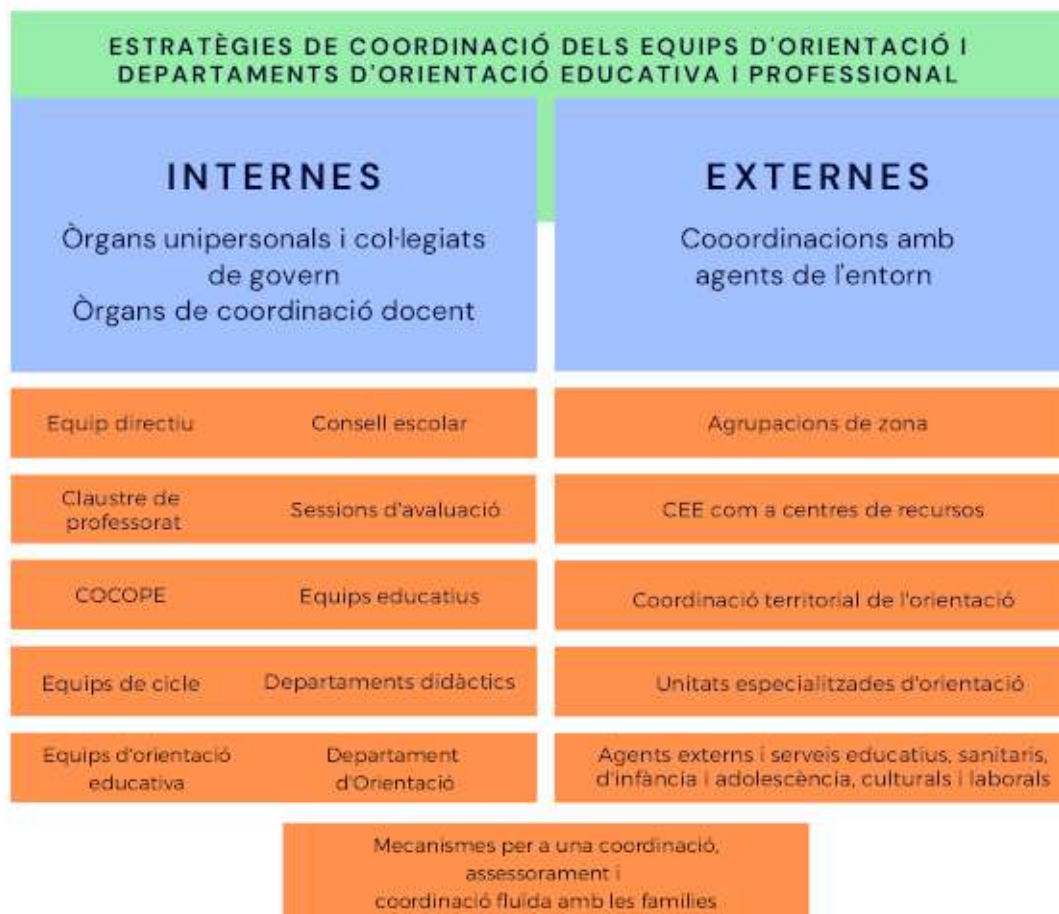 ESTRATÈGIES DE COORDINACIÓ DELS EQUIPS D'ORIENTACIÓ I
DEPARTAMENTS D'ORIENTACIÓ EDUCATIVA I PROFESSIONAL
INTERNES
Òrgans unipersonals i col·legiats
de govern
Òrgans de coordinació docent
EXTERNES
Cooordinacions amb
agents de l'entorn
Equip directiu
Consell escolar
Agrupacions de zona
Claustre de
professorat
Sessions d'avaluació
CEE com a centres de recursos
COCOPE
Equips educatius
Coordinació territorial de l'orientació
Equips de cicle
Departaments didàctics
Unitats especialitzades d'orientació
Equips d'orientació
educativa
Departament
d'Orientació
Agents externs i serveis educatius, sanitaris,
d'infància i adolescència, culturals i laborals
Mecanismes per a una coordinació,
assessorament i
coordinació fluïda amb les famílies